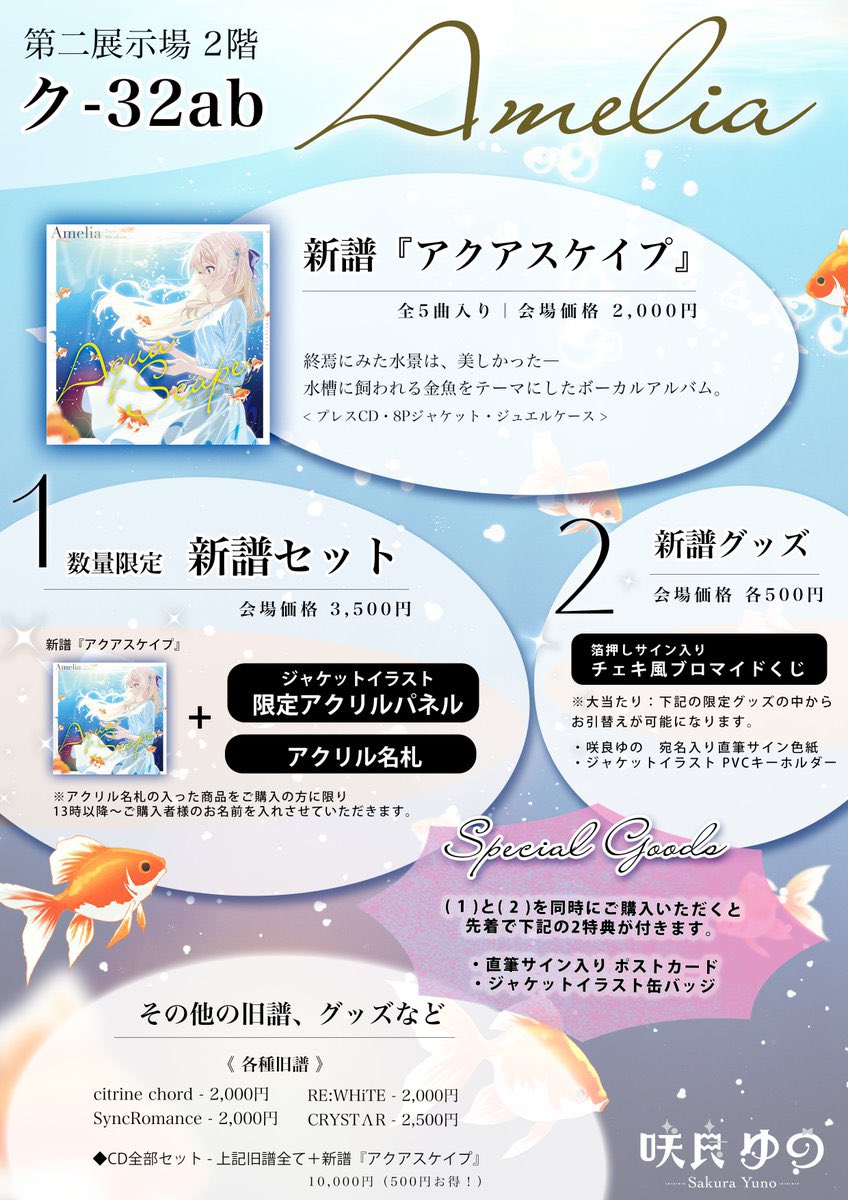 第二展示場 2階
ク-32ab
Amelia
Amelia
Aqua
Scape
新譜『アクアスケイプ』
全5曲入り | 会場価格 2,000円
終焉にみた水景は、美しかった―
水槽に飼われる金魚をテーマにしたボーカルアルバム。
< プレスCD・8Pジャケット・ジュエルケース >
1
数量限定 新譜セット
会場価格 3,500円
新譜『アクアスケイプ』
Amelia
Aqua
Scape
+
ジャケットイラスト
限定アクリルパネル
アクリル名札
※アクリル名札の入った商品をご購入の方に限り
13時以降～ご購入者様のお名前を入れさせていただきます。
2
新譜グッズ
会場価格 各500円
箔押しサイン入り
チェキ風ブロマイドくじ
※大当たり：下記の限定グッズの中から
お引替えが可能になります。
・咲良ゆの 宛名入り直筆サイン色紙
・ジャケットイラスト PVCキーホルダー
Special Goods
(1)と(2)を同時にご購入いただくと
先着で下記の2特典が付きます。
・直筆サイン入り ポストカード
・ジャケットイラスト缶バッジ
その他の旧譜、グッズなど
《 各種旧譜 》
citrine chord - 2,000円
RE:WHiTE - 2,000円
SyncRomance - 2,000円
CRYSTΛR - 2,500円
◆CD全部セット - 上記旧譜全て＋新譜『アクアスケイプ』
10,000円（500円お得！）
咲良ゆの
Sakura Yuno